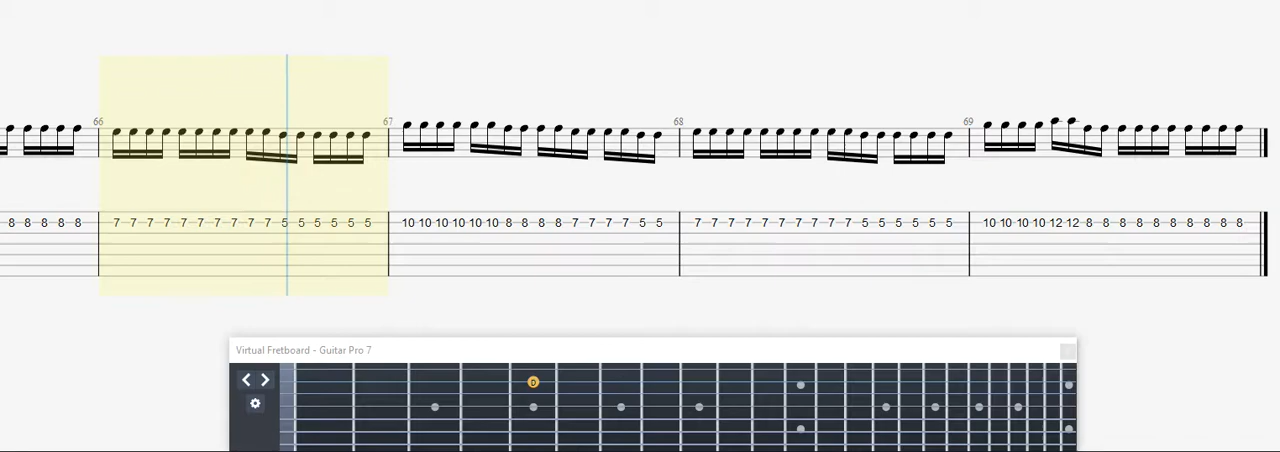 66 67 68 69
8 8 8 8 8 7 7 7 7 7 7 7 7 7 7 5 5 5 5 5 5 10 10 10 10 10 10 8 8 8 8 7 7 7 7 5 5 7 7 7 7 7 7 7 7 7 7 5 5 5 5 5 5 10 10 10 10 12 12 8 8 8 8 8 8 8 8 8 8
Virtual Fretboard - Guitar Pro 7
D